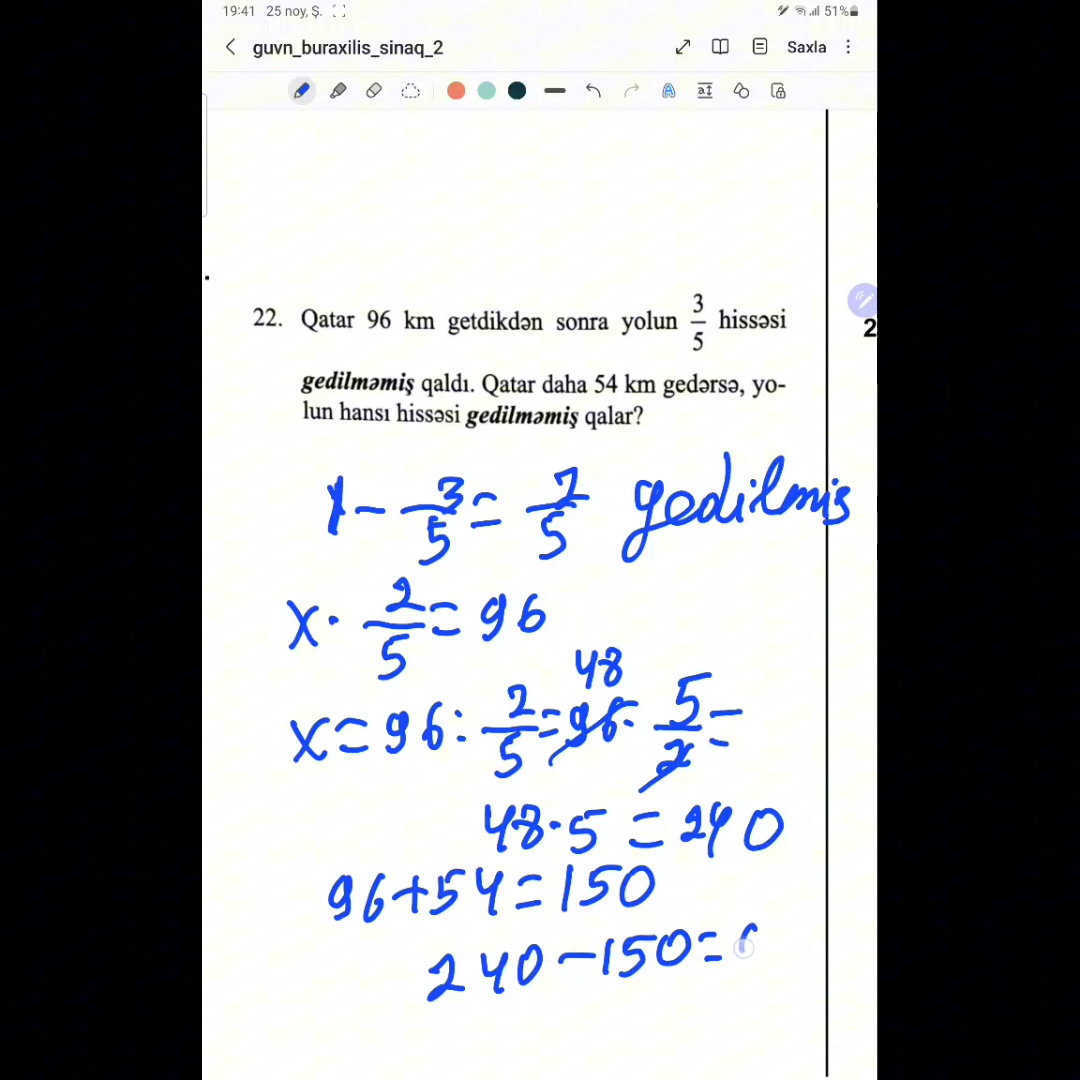 19:41 25 noy, Ş. 51%
guvn_buraxilis_sinaq_2 Saxla
22. Qatar 96 km getdikdən sonra yolun 3/5 hissəsi
gedilməmiş qaldı. Qatar daha 54 km gedərsə, yo-
lun hansı hissəsi gedilməmiş qalar?
2
1 - 3/5 = 2/5 gedilmiş
x · 2/5 = 96
48
x = 96 : 2/5 = 96 · 5/2 =
48 · 5 = 240
96 + 54 = 150
240 - 150 =